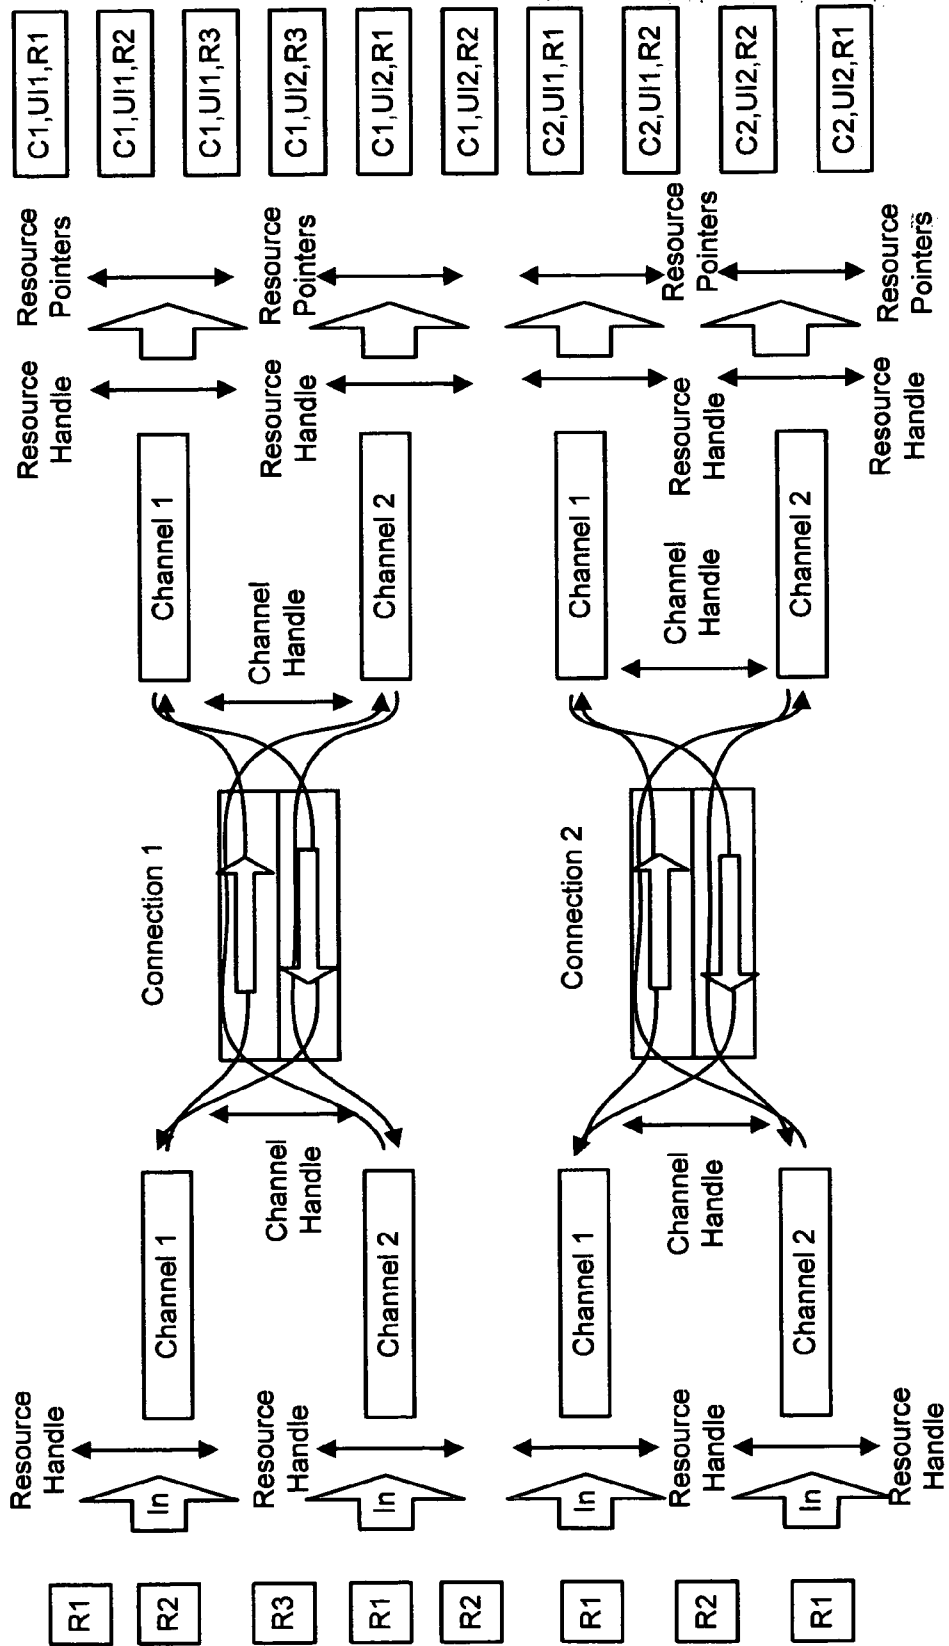 R1
R2
R3
R1
R2
R1
R2
R1
In
In
In
In
Resource
Handle
Resource
Handle
Resource
Handle
Resource
Handle
Channel 1
Channel 2
Channel 1
Channel 2
Channel
Handle
Channel
Handle
Connection 1
Connection 2
Channel
Handle
Channel
Handle
Channel 1
Channel 2
Channel 1
Channel 2
Resource
Handle
Resource
Handle
Resource
Handle
Resource
Handle
Resource
Pointers
Resource
Pointers
Resource
Pointers
Resource
Pointers
C1,UI1,R1
C1,UI1,R2
C1,UI1,R3
C1,UI2,R3
C1,UI2,R1
C1,UI2,R2
C2,UI1,R1
C2,UI1,R2
C2,UI2,R2
C2,UI2,R1